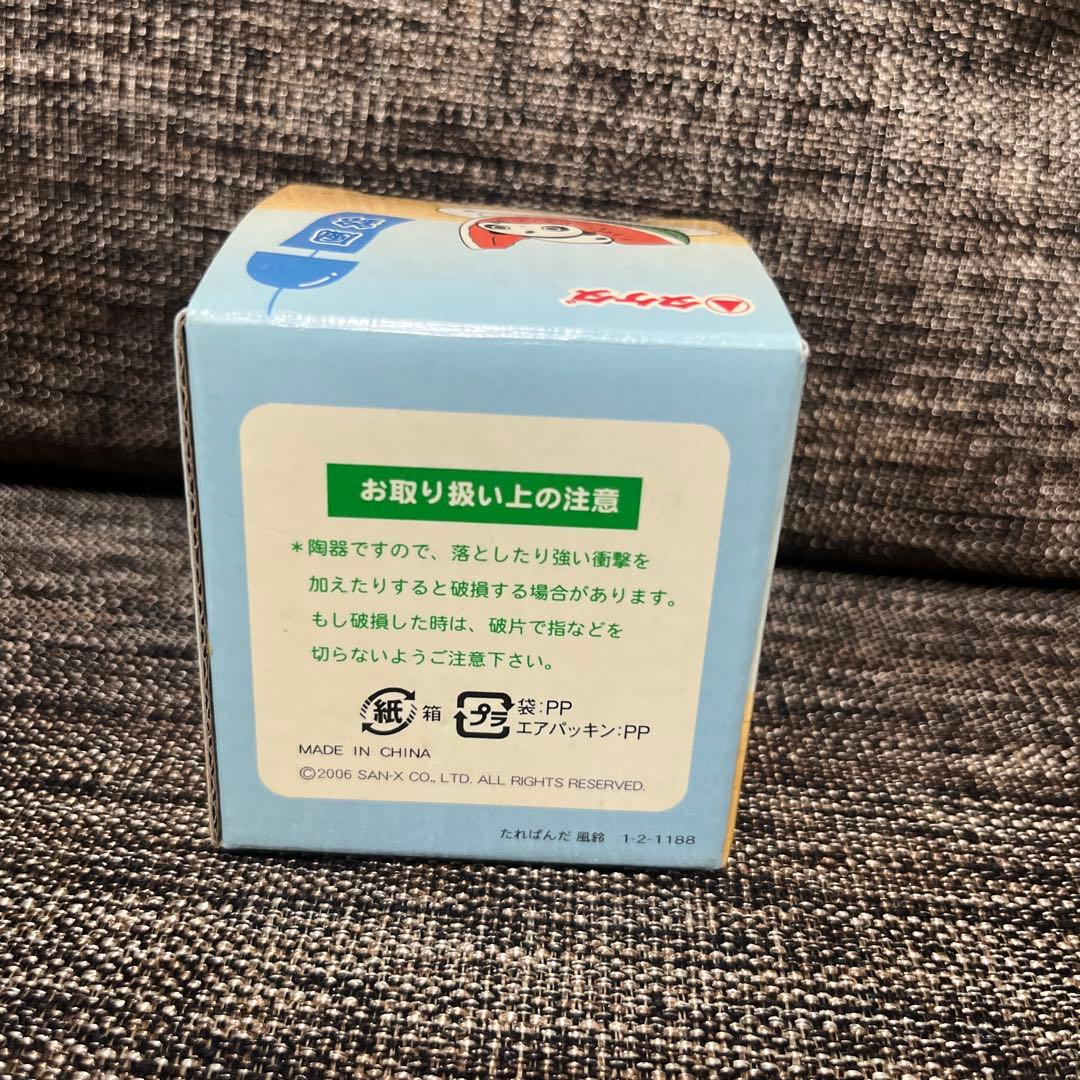 風鈴
タケダ
お取り扱い上の注意
*陶器ですので、落としたり強い衝撃を
加えたりすると破損する場合があります。
もし破損した時は、破片で指などを
切らないようご注意下さい。
紙 箱 プラ 袋:PP
エアパッキン:PP
MADE IN CHINA
©2006 SAN-X CO., LTD. ALL RIGHTS RESERVED.
たれぱんだ 風鈴 1-2-1188